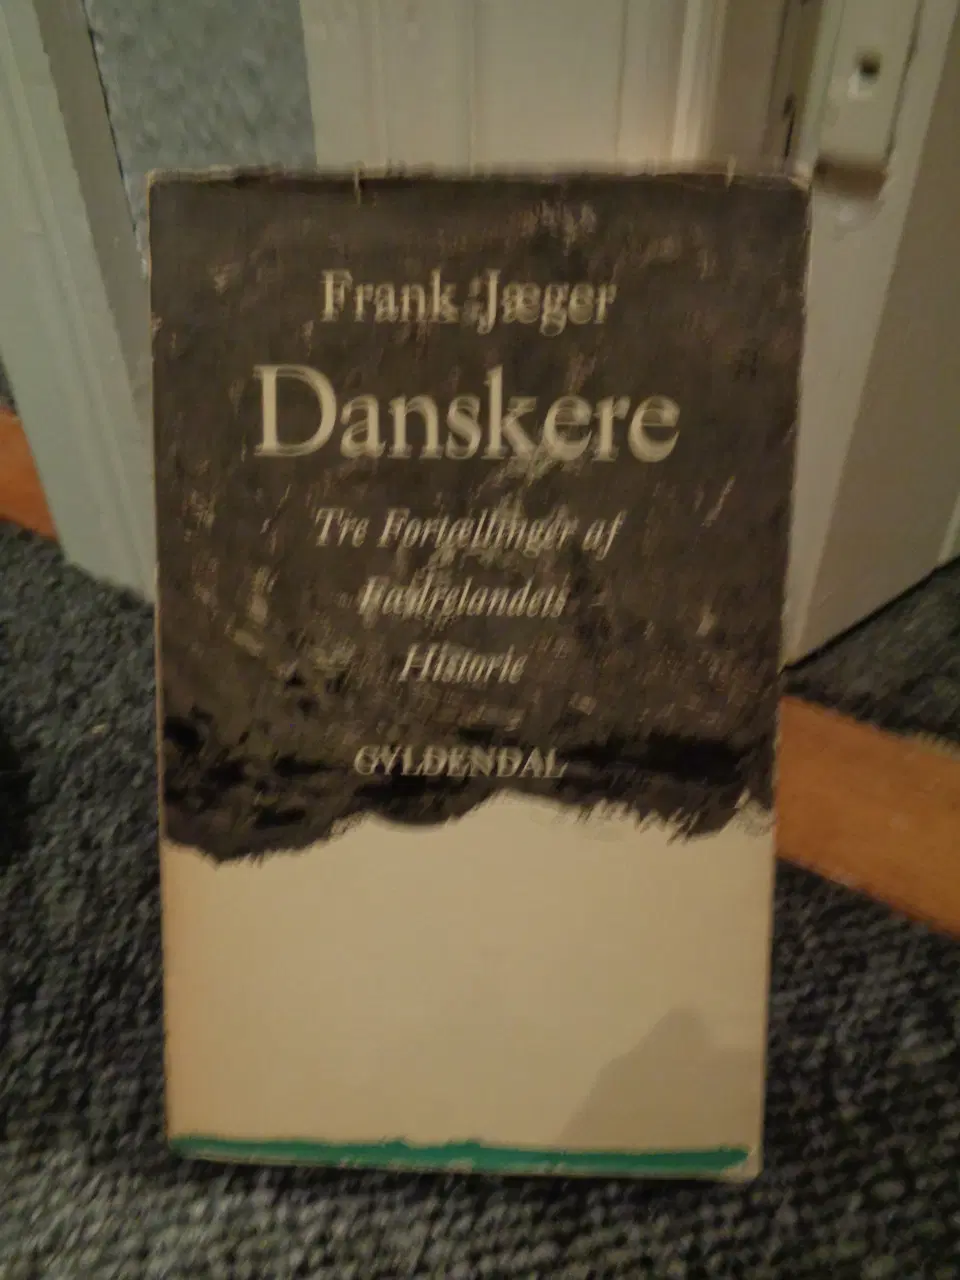 Frank Jæger
Danskere
Tre Fortællinger af
Fædrelandets
Historie
GYLDENDAL